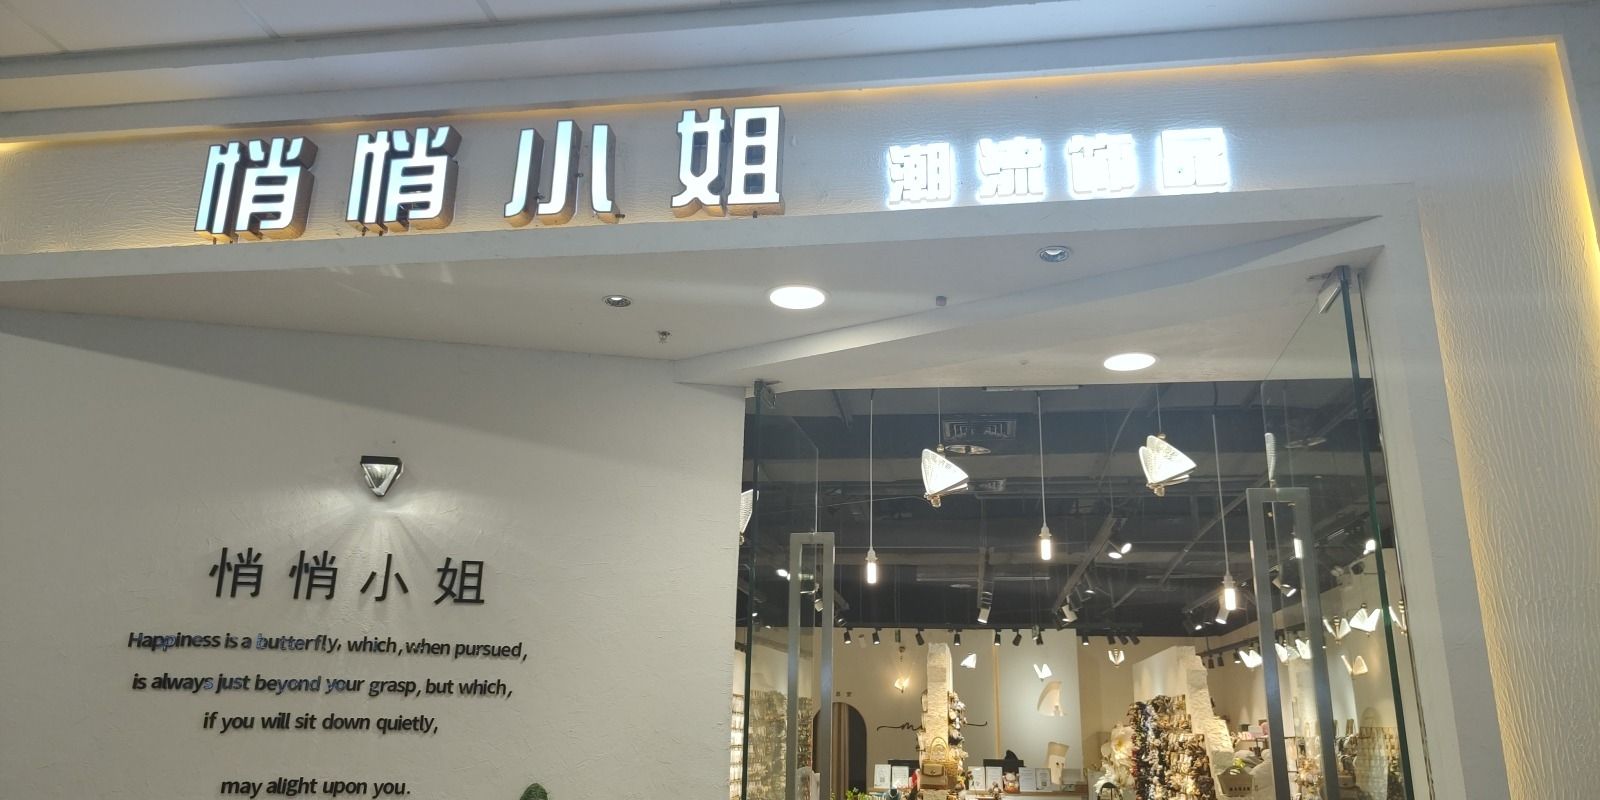 悄悄小姐 潮流饰品
悄悄小姐
Happiness is a butterfly, which, when pursued,
is always just beyond your grasp, but which,
if you will sit down quietly,
may alight upon you.